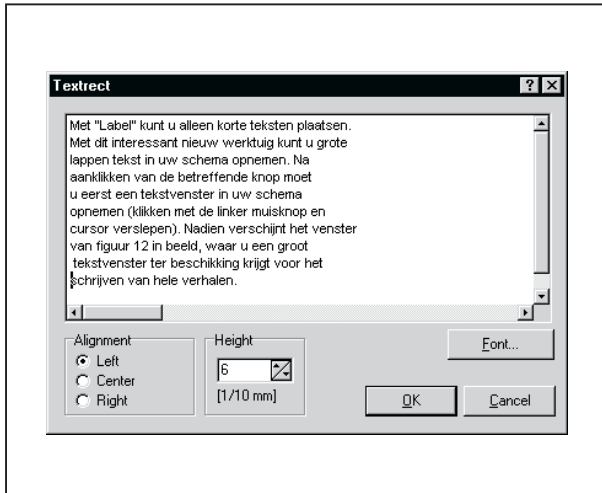 Textrect
Met "Label" kunt u alleen korte teksten plaatsen.
Met dit interessant nieuw werktuig kunt u grote
lappen tekst in uw schema opnemen. Na
aanklikken van de betreffende knop moet
u eerst een tekstvenster in uw schema
opnemen (klikken met de linker muisknop en
cursor verslepen). Nadien verschijnt het venster
van figuur 12 in beeld, waar u een groot
tekstvenster ter beschikking krijgt voor het
schrijven van hele verhalen.
Alignment
Left
Center
Right
Height
6
[1/10 mm]
Font...
OK
Cancel